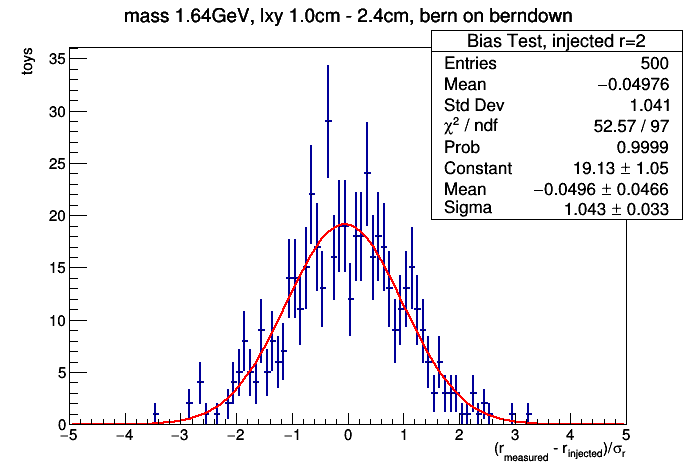 mass 1.64GeV, lxy 1.0cm - 2.4cm, bern on berndown
Bias Test, injected r=2
Entries 500
Mean −0.04976
Std Dev 1.041
χ² / ndf 52.57 / 97
Prob 0.9999
Constant 19.13 ± 1.05
Mean −0.0496 ± 0.0466
Sigma 1.043 ± 0.033
toys
35
30
25
20
15
10
5
0
−5 −4 −3 −2 −1 0 1 2 3 4 5
(r_measured - r_injected)/σ_r